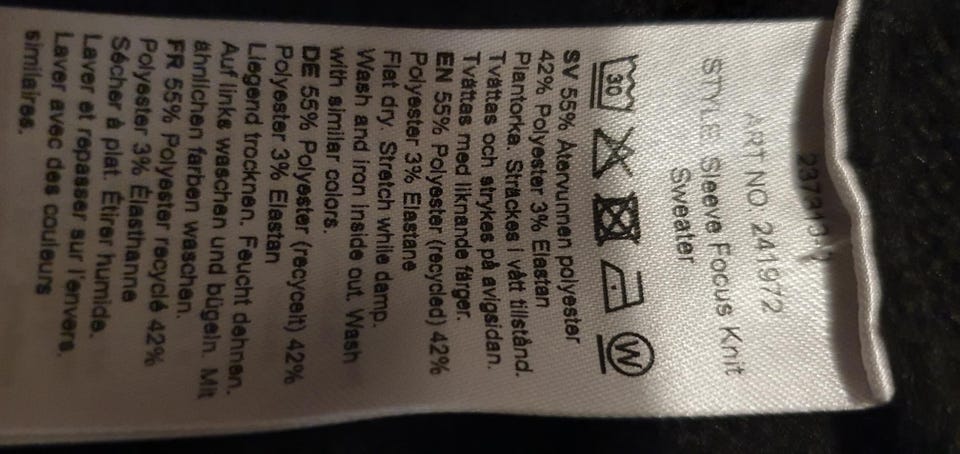 ART NO. 241972
STYLE. Sleeve Focus Knit
Sweater
30
W
SV 55% Återvunnen polyester
42% Polyester 3% Elastan
Plantorka. Sträckes i vått tillstånd.
Tvättas och strykes på avigsidan.
Tvättas med liknande färger.
EN 55% Polyester (recycled) 42%
Polyester 3% Elastane
Flat dry. Stretch while damp.
Wash and iron inside out. Wash
with similar colors.
DE 55% Polyester (recycelt) 42%
Polyester 3% Elastan
Liegend trocknen. Feucht dehnen.
Auf links waschen und bügeln. Mit
ähnlichen farben waschen.
FR 55% Polyester recyclé 42%
Polyester 3% Élasthanne
Sécher à plat. Étirer humide.
Laver et repasser sur l'envers.
Laver avec des couleurs
similaires.